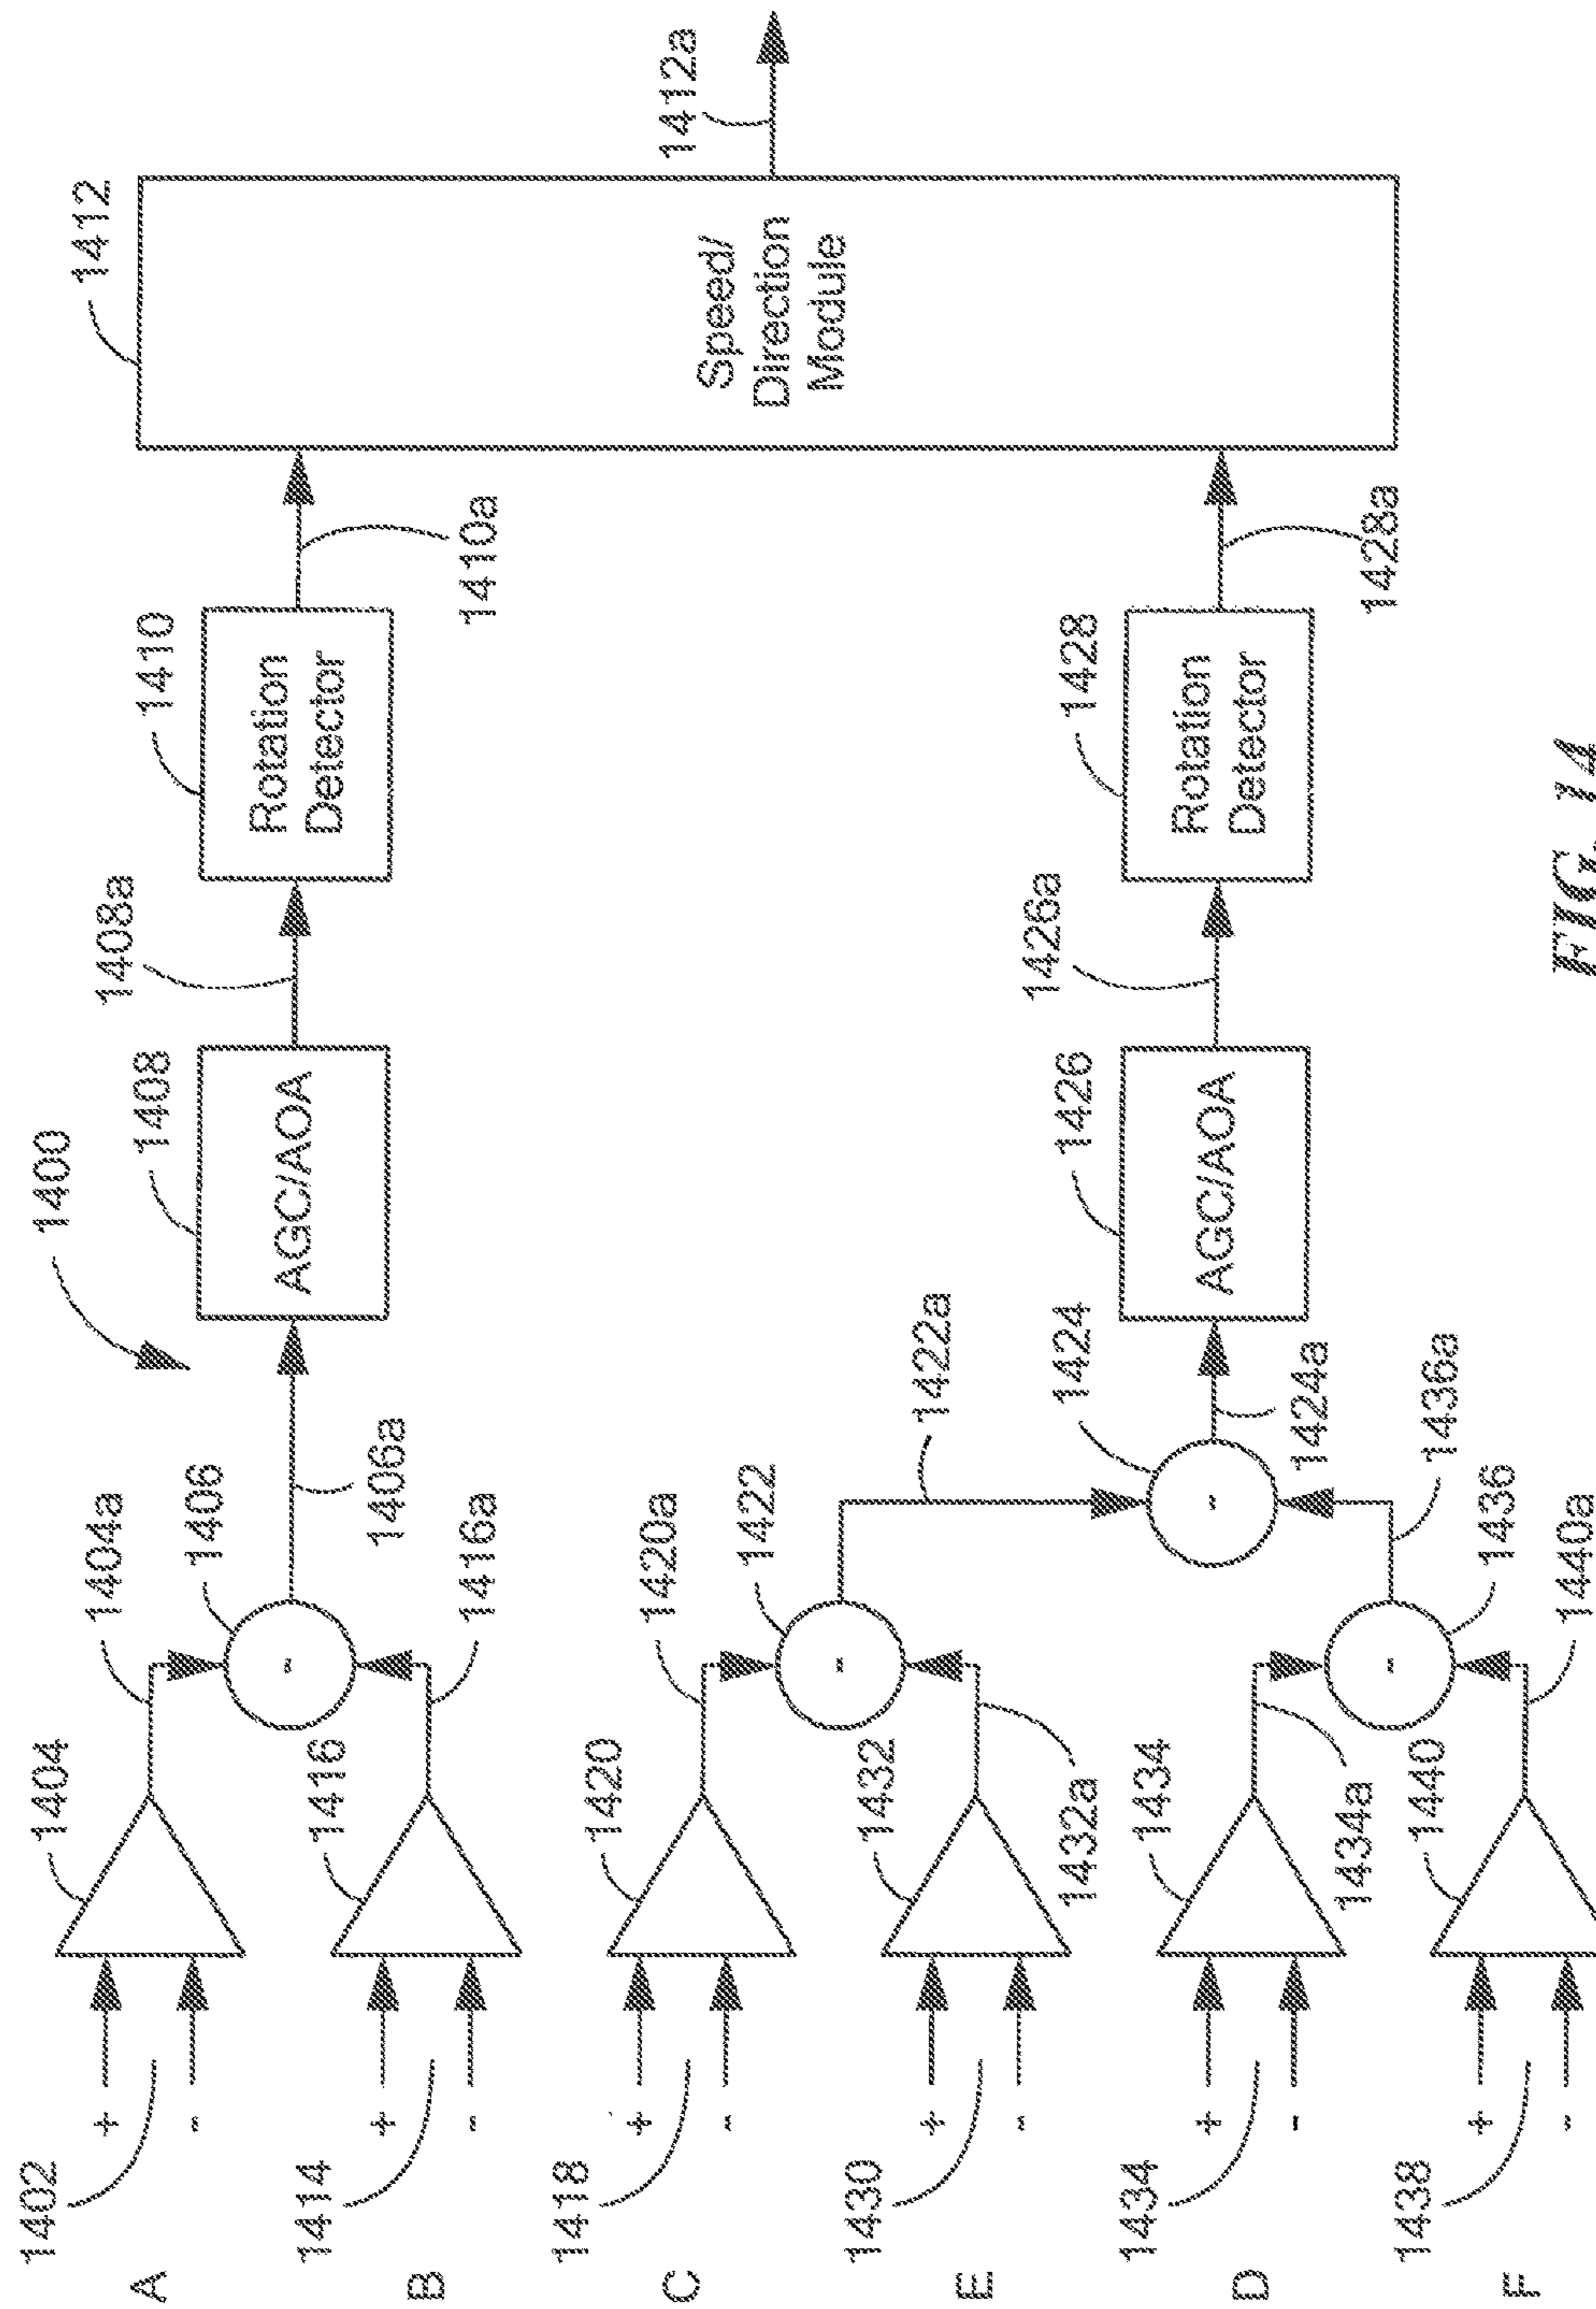 1400
A
1402
+
-
1404
1404a
1406
-
1406a
1408
AGC/AOA
1408a
1410
Rotation
Detector
1410a
1412
Speed/
Direction
Module
1412a
B
1414
+
-
1416
1416a
C
1418
+
-
1420
1420a
1422
-
1422a
E
1430
+
-
1432
1432a
1424
-
1424a
1426
AGC/AOA
1426a
1428
Rotation
Detector
1428a
D
1434
+
-
1434
1434a
1436
-
1436a
F
1438
+
-
1440
1440a
FIG. 14